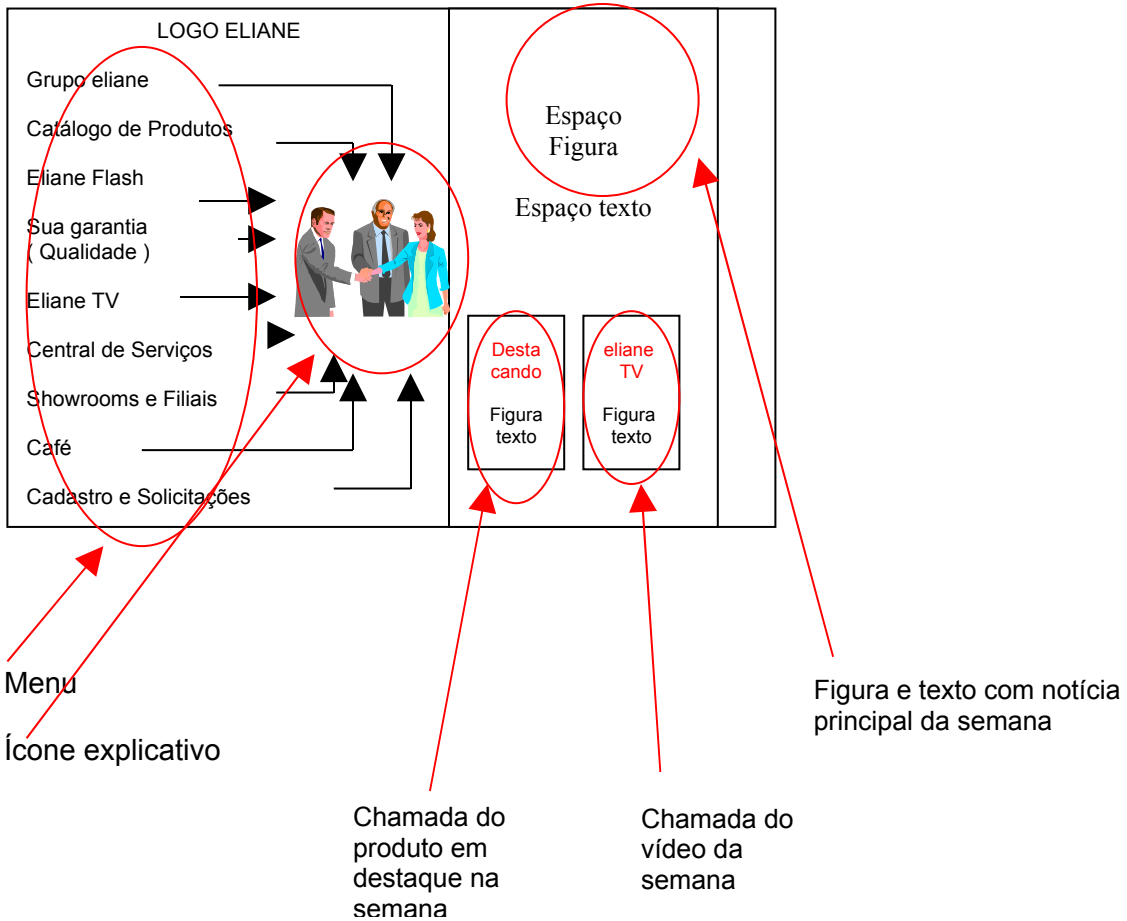 LOGO ELIANE
Grupo eliane
Catálogo de Produtos
Eliane Flash
Sua garantia
( Qualidade )
Eliane TV
Central de Serviços
Showrooms e Filiais
Café
Cadastro e Solicitações
Espaço
Figura
Espaço texto
Desta
cando
Figura
texto
eliane
TV
Figura
texto
Menu
Ícone explicativo
Chamada do
produto em
destaque na
semana
Chamada do
vídeo da
semana
Figura e texto com notícia
principal da semana